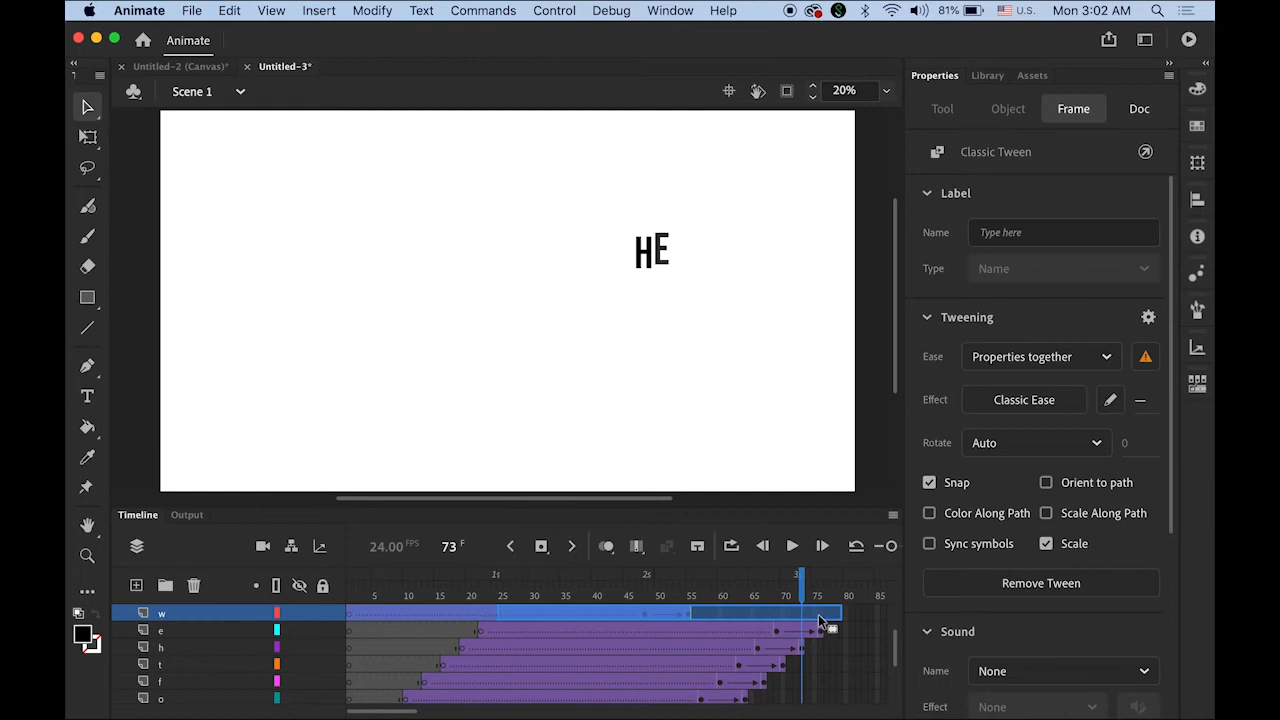 Animate File Edit View Insert Modify Text Commands Control Debug Window Help 81% U.S. Mon 3:02 AM
Animate
Untitled-2 (Canvas)* Untitled-3*
Scene 1 20%
HE
Properties Library Assets
Tool Object Frame Doc
Classic Tween
Label
Name Type here
Type Name
Tweening
Ease Properties together
Effect Classic Ease
Rotate Auto 0
Snap Orient to path
Color Along Path Scale Along Path
Sync symbols Scale
Remove Tween
Sound
Name None
Effect None
Timeline Output
24.00 FPS 73 F
1s 2s 3
5 10 15 20 25 30 35 40 45 50 55 60 65 70 75 80 85
w
e
h
t
f
o